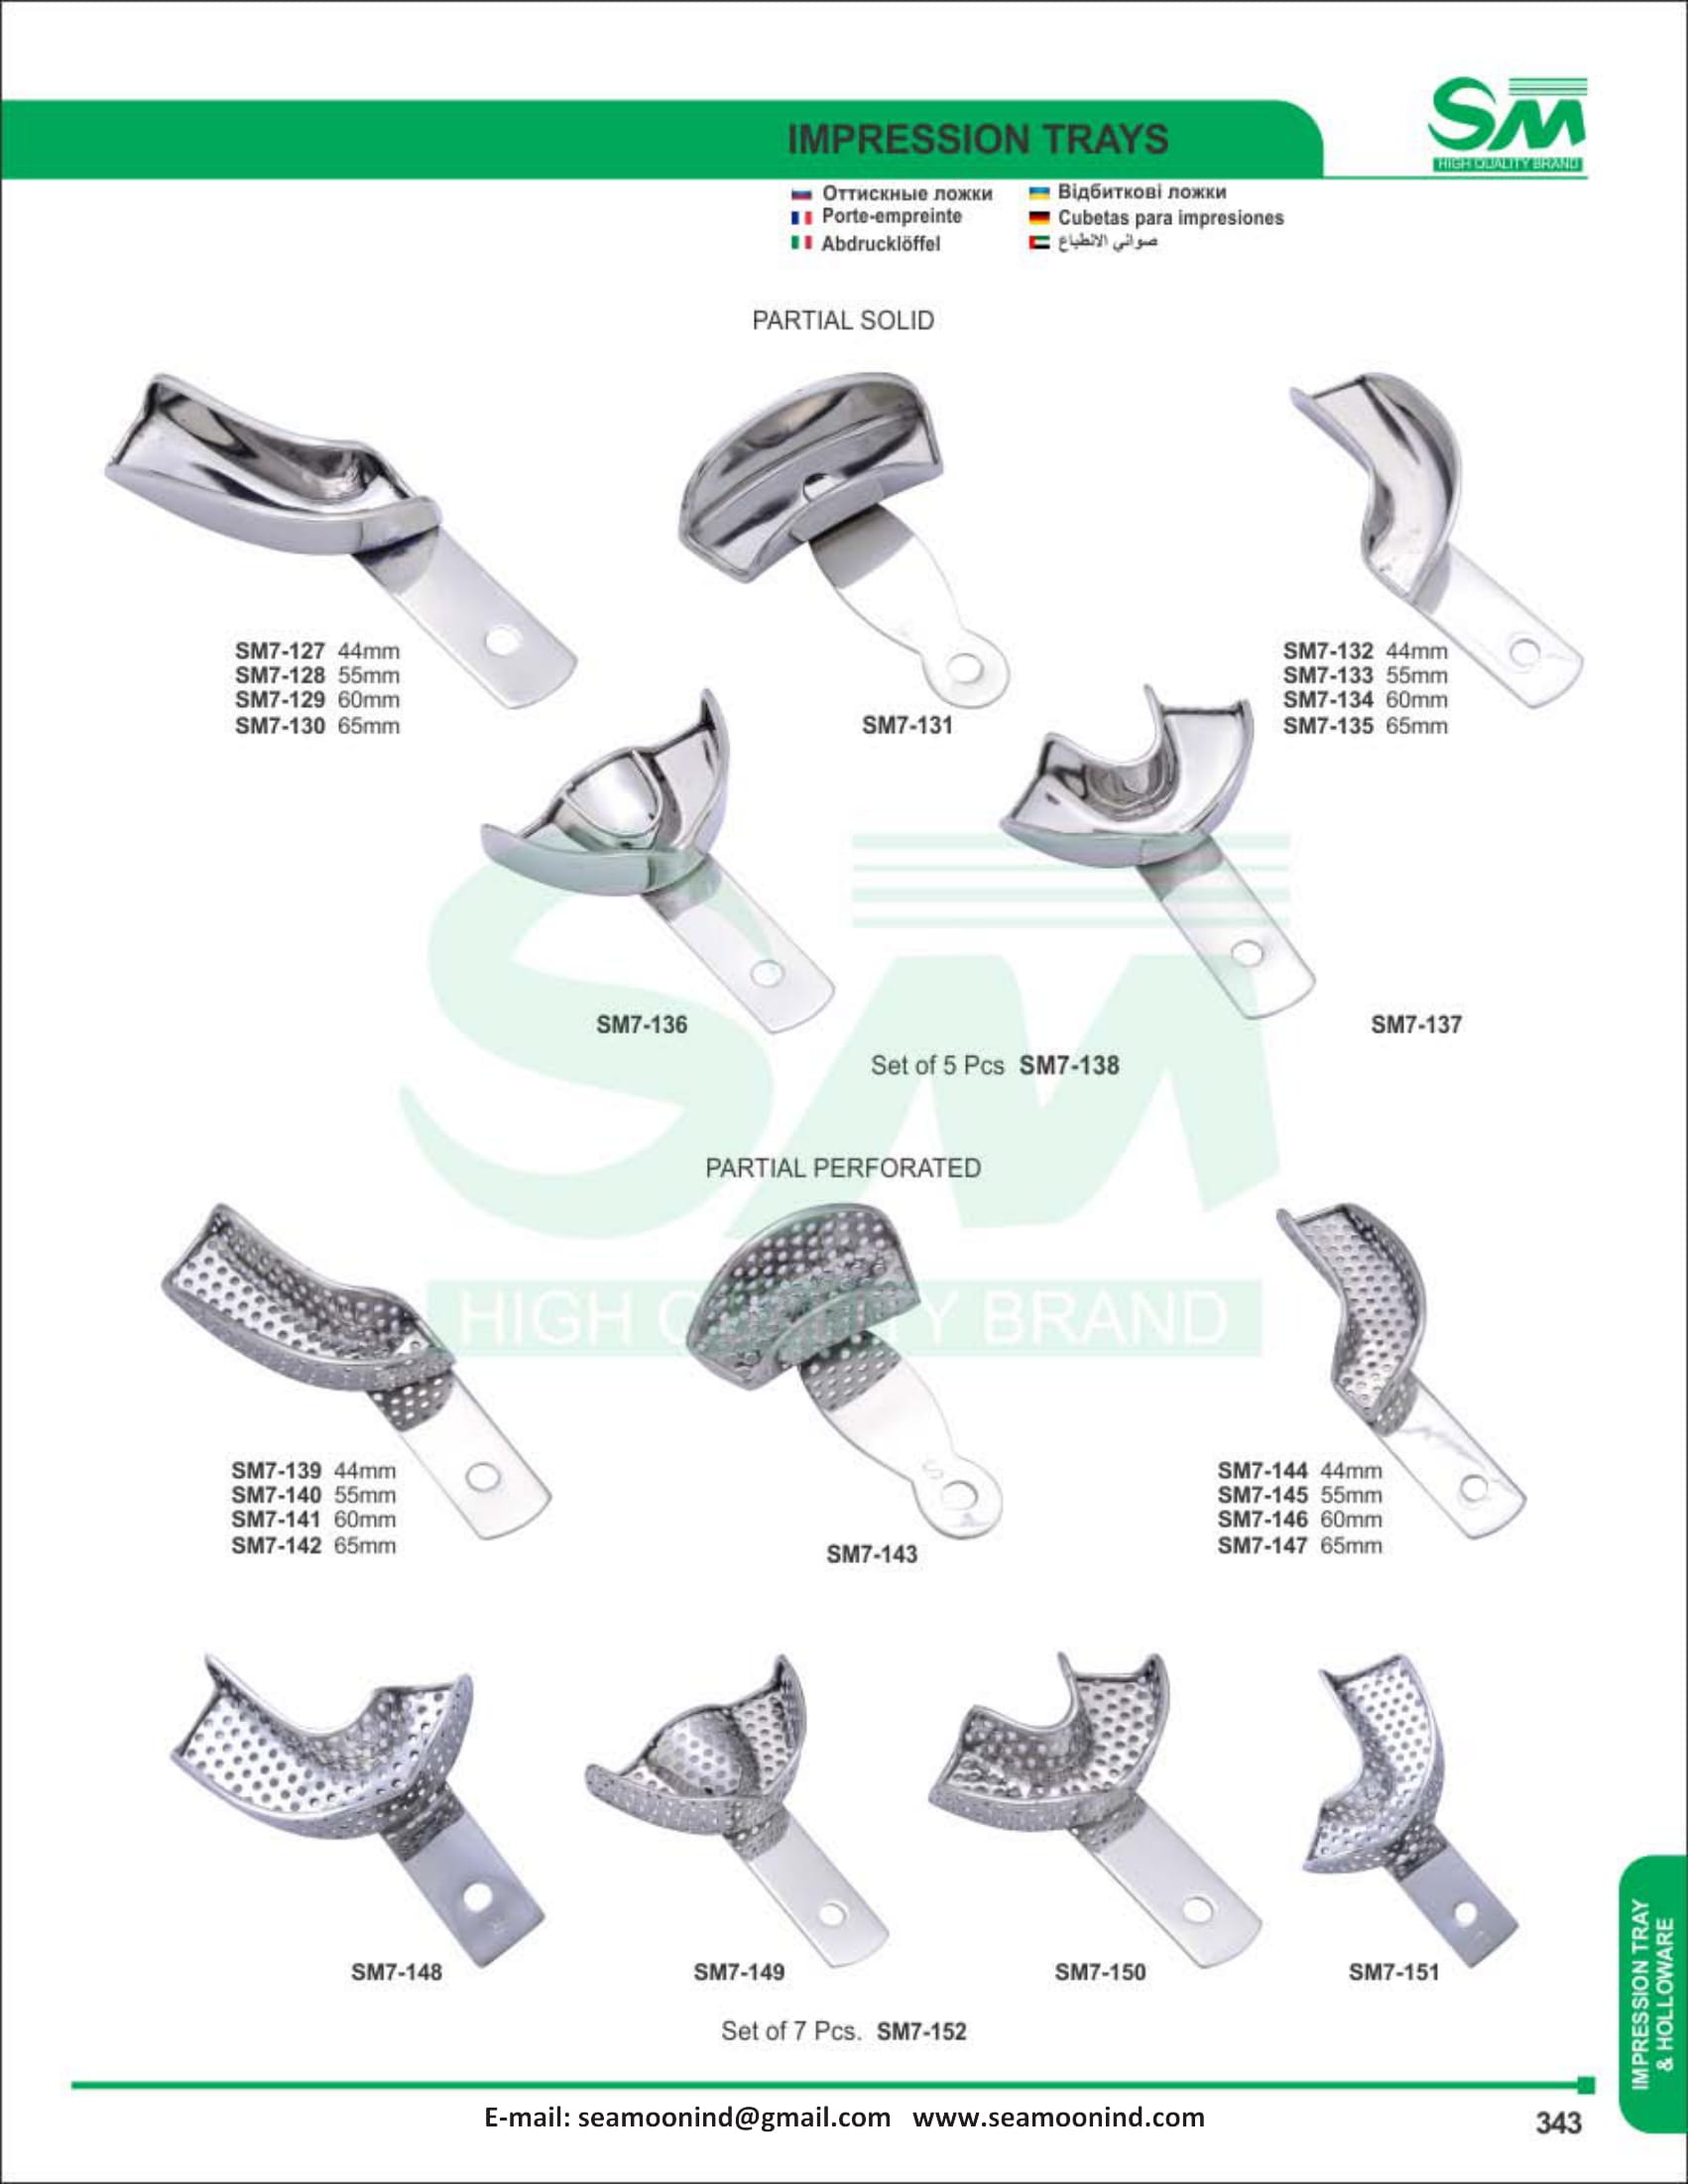 SM
HIGH QUALITY BRAND
IMPRESSION TRAYS
Оттискные ложки
Відбиткові ложки
Porte-empreinte
Cubetas para impresiones
Abdrucklöffel
صواني الانطباع
PARTIAL SOLID
SM7-127 44mm
SM7-128 55mm
SM7-129 60mm
SM7-130 65mm
SM7-131
SM7-132 44mm
SM7-133 55mm
SM7-134 60mm
SM7-135 65mm
SM7-136
SM7-137
Set of 5 Pcs SM7-138
SM
HIGH QUALITY BRAND
PARTIAL PERFORATED
SM7-139 44mm
SM7-140 55mm
SM7-141 60mm
SM7-142 65mm
SM7-143
SM7-144 44mm
SM7-145 55mm
SM7-146 60mm
SM7-147 65mm
SM7-148
SM7-149
SM7-150
SM7-151
Set of 7 Pcs. SM7-152
IMPRESSION TRAY
& HOLLOWARE
E-mail: seamoonind@gmail.com www.seamoonind.com
343